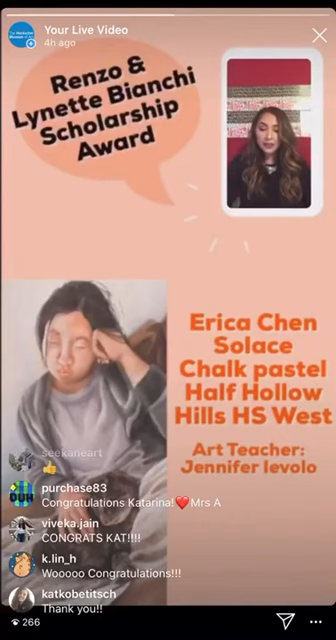 Your Live Video
4h ago
Renzo &
Lynette Bianchi
Scholarship
Award
Erica Chen
Solace
Chalk pastel
Half Hollow
Hills HS West
Art Teacher:
Jennifer Ievolo
seekaneart
👍
purchase83
Congratulations Katarina!❤️Mrs A
viveka.jain
CONGRATS KAT!!!!
k.lin_h
Wooooo Congratulations!!!
katkobetitsch
Thank you!!
266